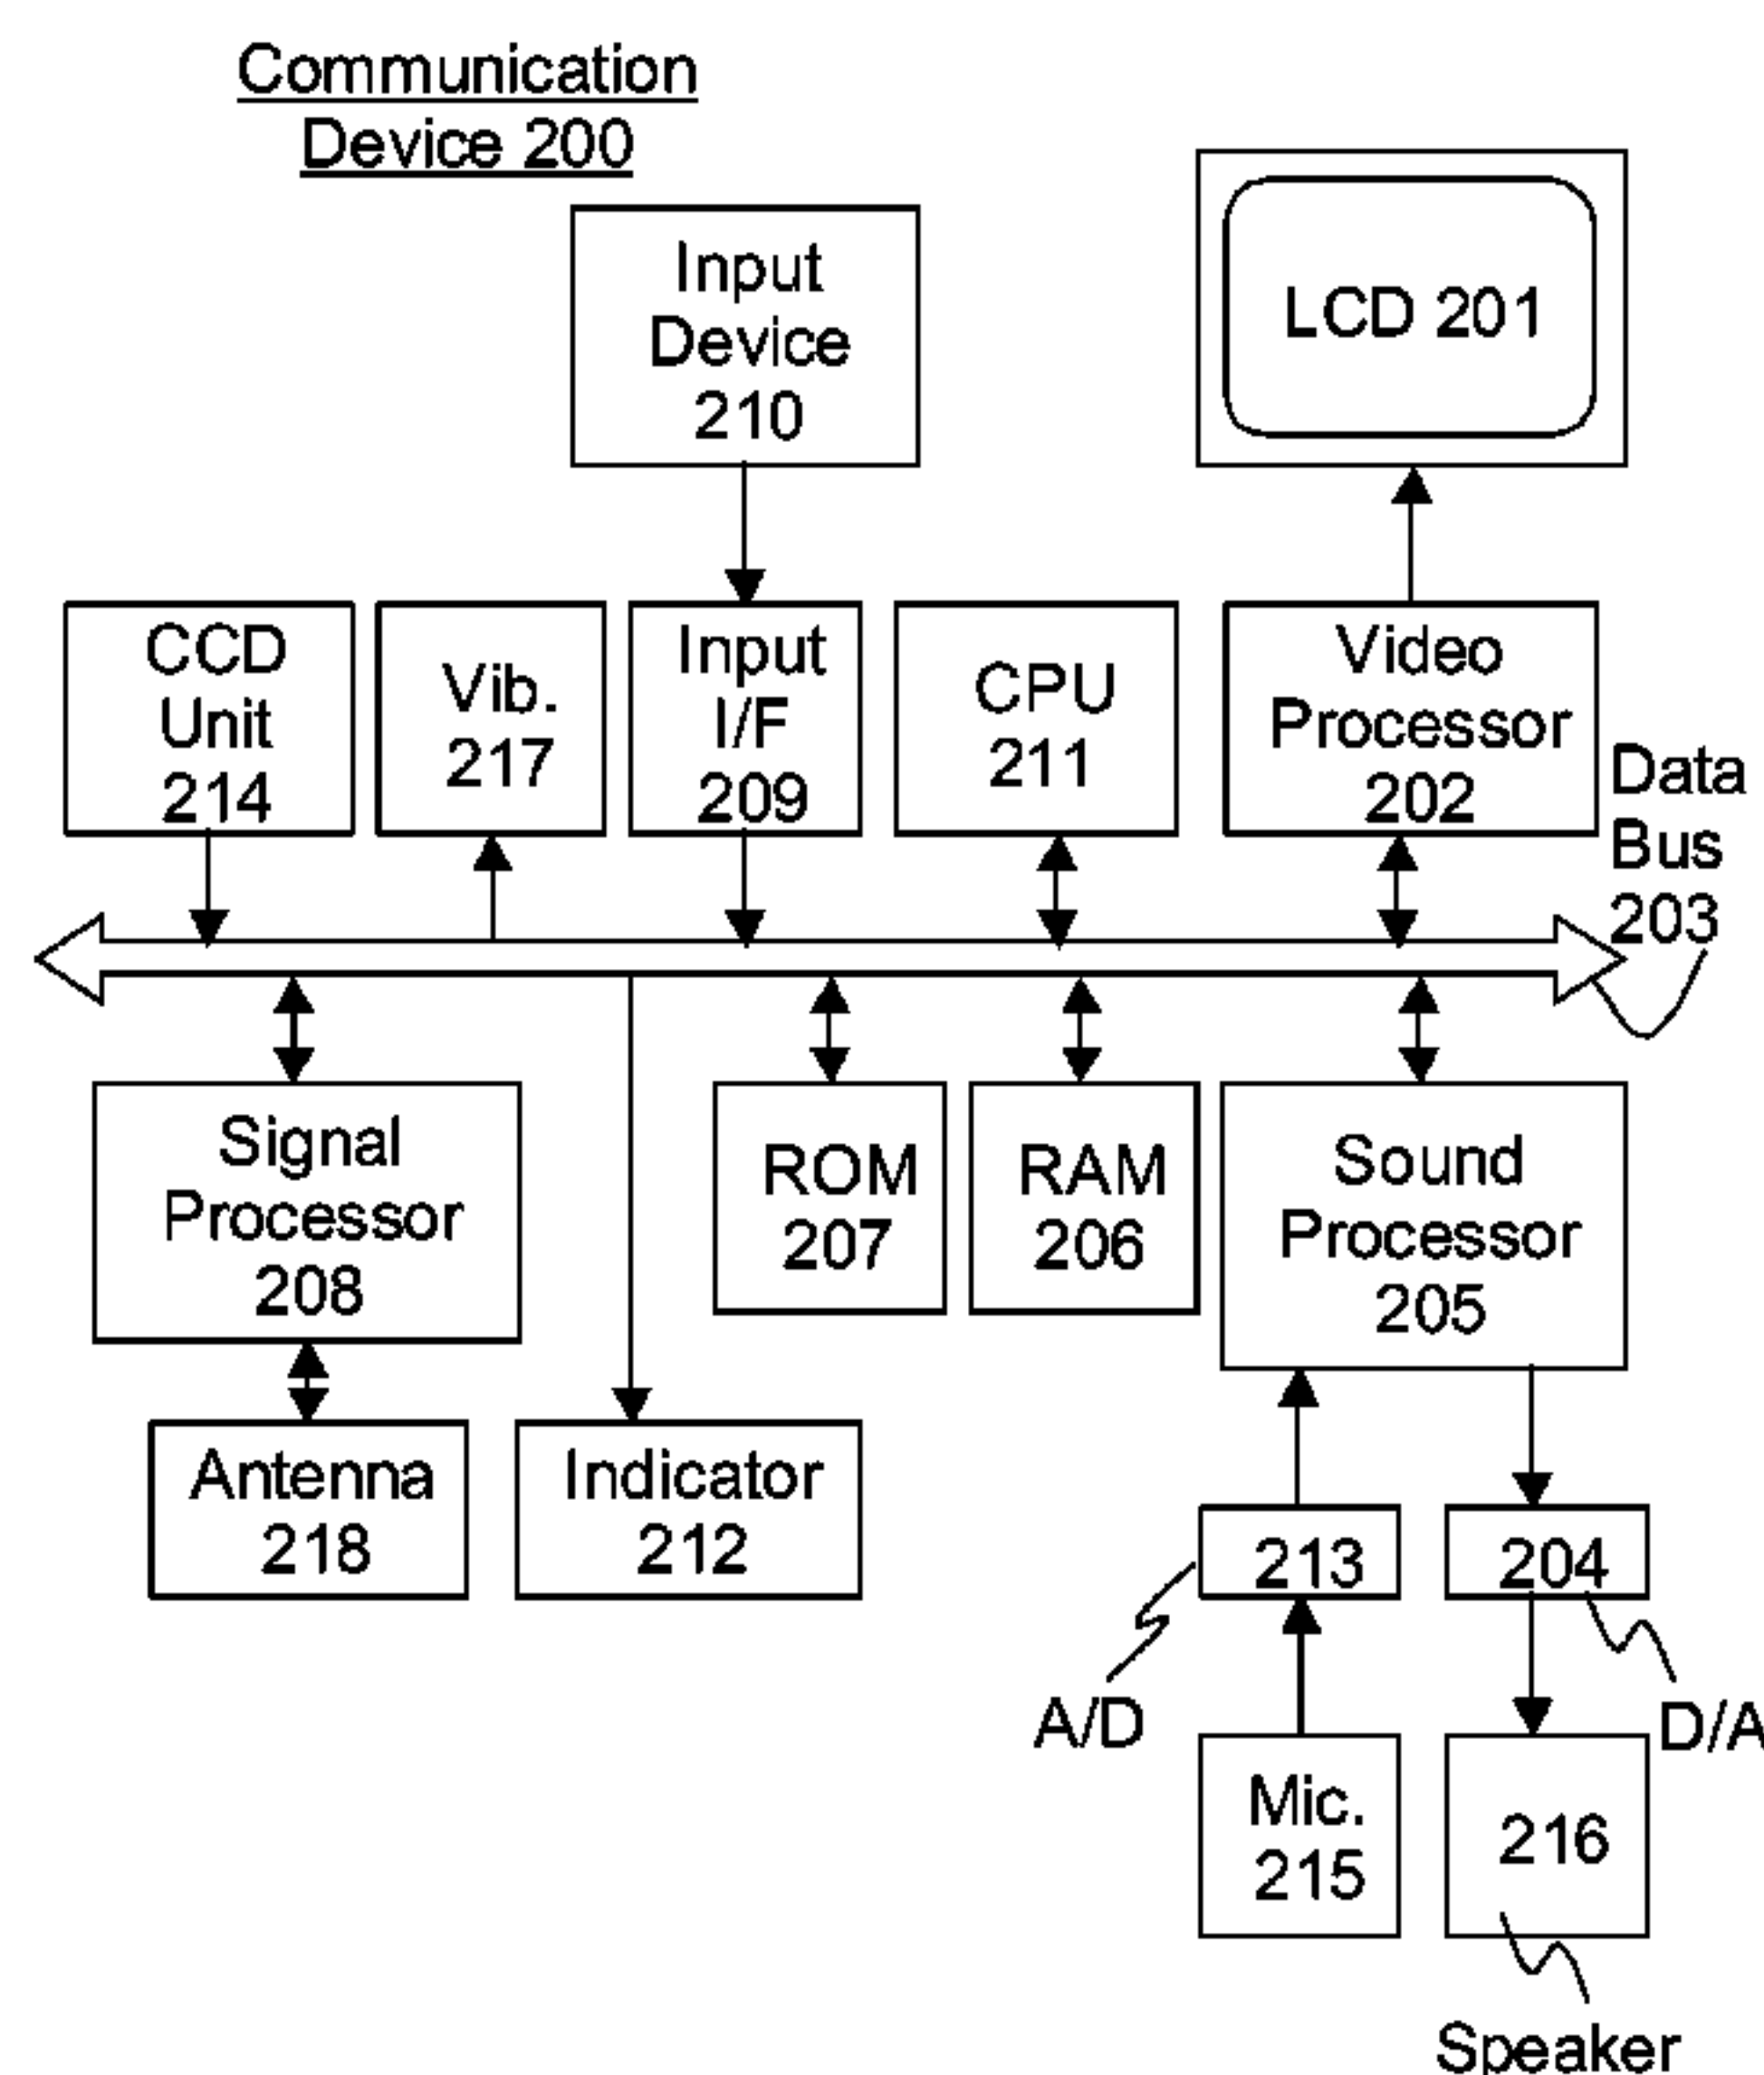 Communication
Device 200
Input
Device
210
LCD 201
CCD
Unit
214
Vib.
217
Input
I/F
209
CPU
211
Video
Processor
202
Data
Bus
203
Signal
Processor
208
ROM
207
RAM
206
Sound
Processor
205
Antenna
218
Indicator
212
213
204
A/D
D/A
Mic.
215
216
Speaker